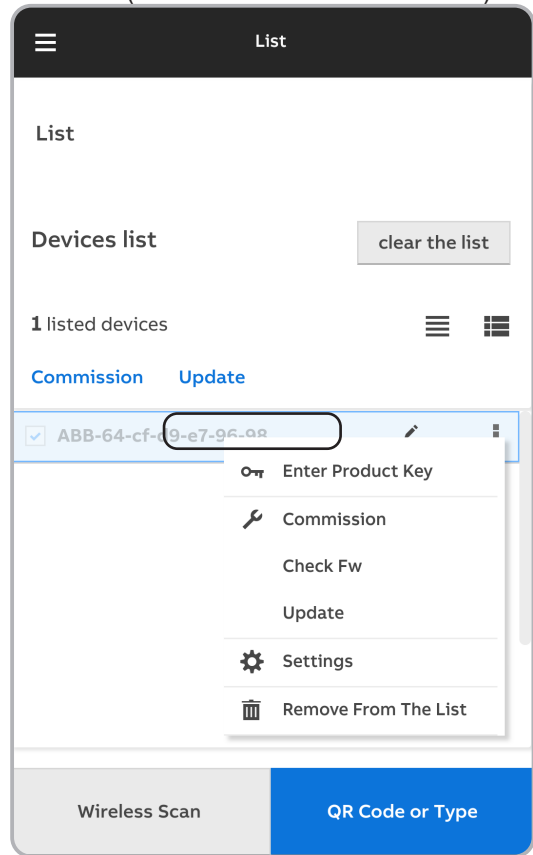 List
List
Devices list
clear the list
1 listed devices
Commission Update
ABB-64-cf-d9-e7-96-98
Enter Product Key
Commission
Check Fw
Update
Settings
Remove From The List
Wireless Scan
QR Code or Type